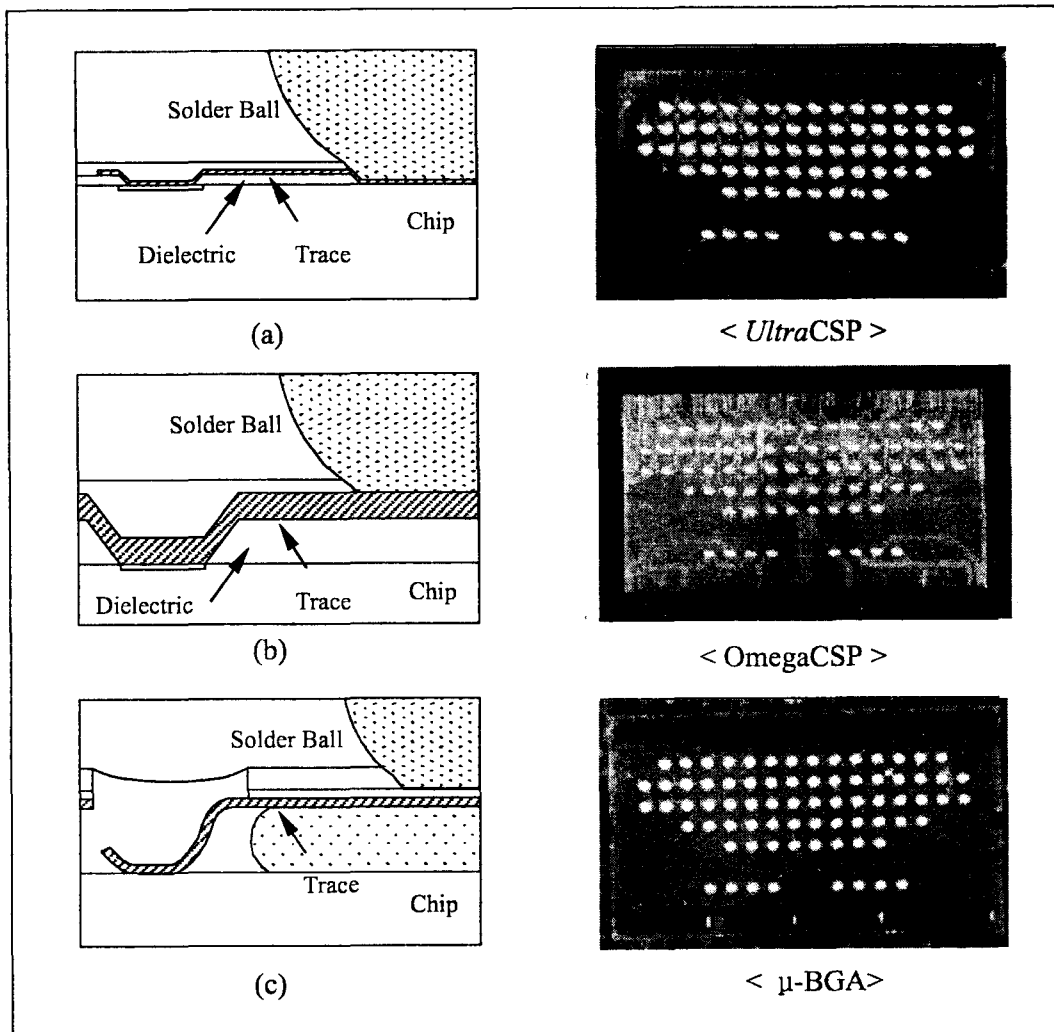 Solder Ball
Dielectric
Trace
Chip
(a)
< UltraCSP >
Solder Ball
Dielectric
Trace
Chip
(b)
< OmegaCSP >
Solder Ball
Trace
Chip
(c)
< μ-BGA>